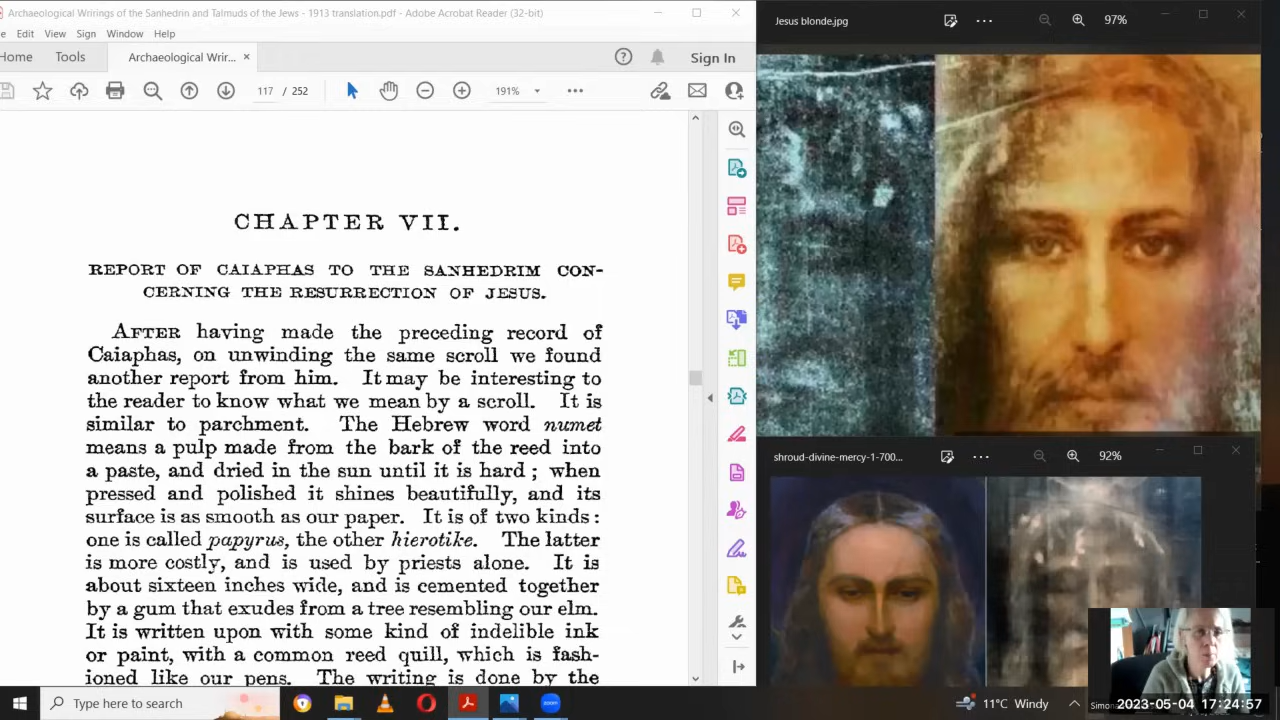 Archaeological Wrirings of the Sanhedrin and Talmuds of the Jews - 1913 translation.pdf - Adobe Acrobat Reader (32-bit)
Edit View Sign Window Help
Home Tools Archaeological Wrir... × Sign In
117 / 252 191%
CHAPTER VII.
REPORT OF CAIAPHAS TO THE SANHEDRIM CON-
CERNING THE RESURRECTION OF JESUS.
AFTER having made the preceding record of
Caiaphas, on unwinding the same scroll we found
another report from him. It may be interesting to
the reader to know what we mean by a scroll. It is
similar to parchment. The Hebrew word numet
means a pulp made from the bark of the reed into
a paste, and dried in the sun until it is hard; when
pressed and polished it shines beautifully, and its
surface is as smooth as our paper. It is of two kinds:
one is called papyrus, the other hierotike. The latter
is more costly, and is used by priests alone. It is
about sixteen inches wide, and is cemented together
by a gum that exudes from a tree resembling our elm.
It is written upon with some kind of indelible ink
or paint, with a common reed quill, which is fash-
ioned like our pens. The writing is done by the
Jesus blonde.jpg 97%
shroud-divine-mercy-1-700... 92%
Type here to search
zoom
11°C Windy
2023-05-04 17:24:57